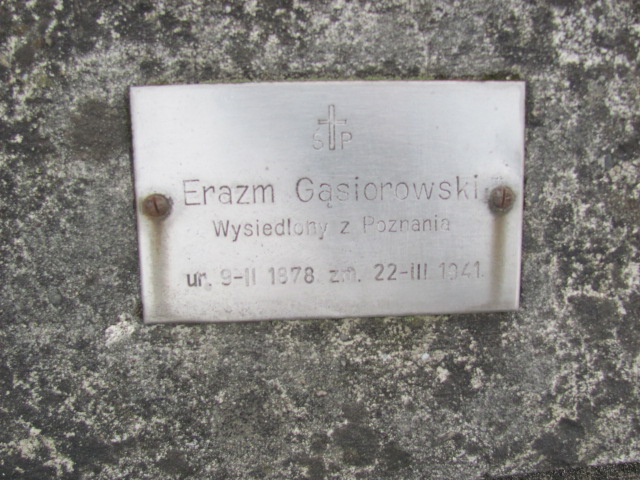 Ś P
Erazm Gąsiorowski
Wysiedlony z Poznania
ur. 9-II 1878 zm. 22-III 1941.